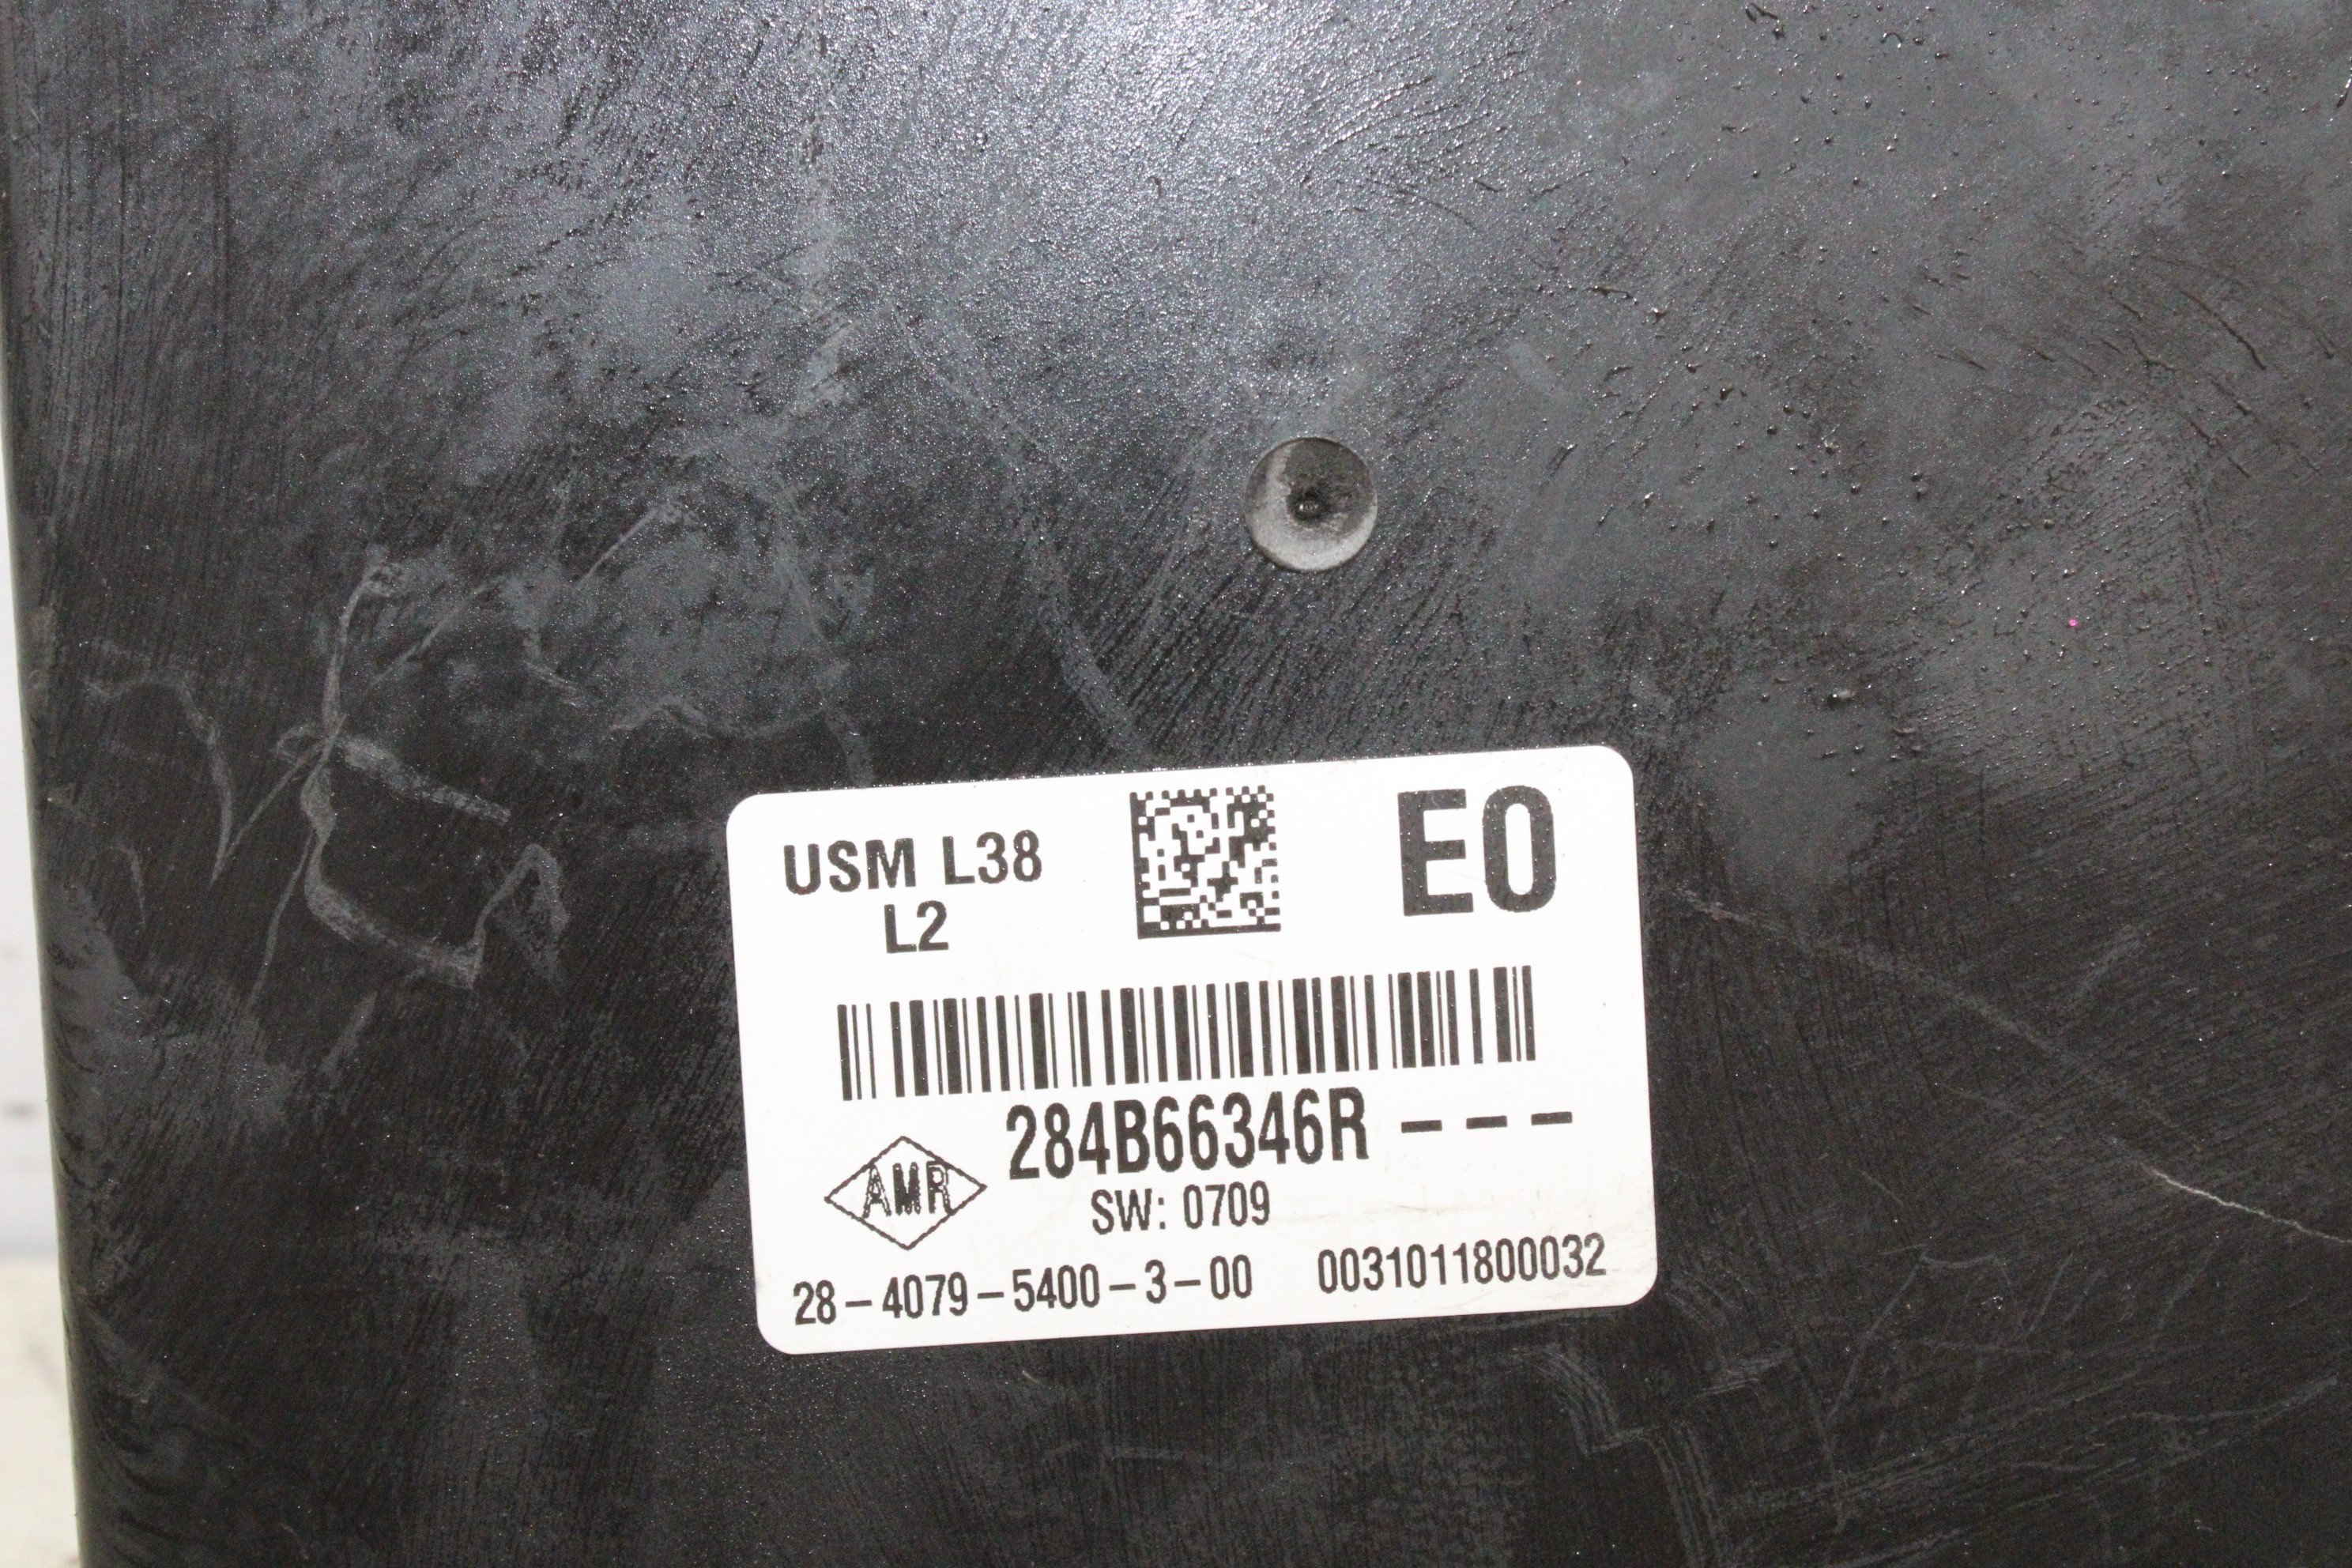 USM L38
L2
E0
284B66346R - - -
AMR
SW: 0709
28-4079-5400-3-00 0031011800032